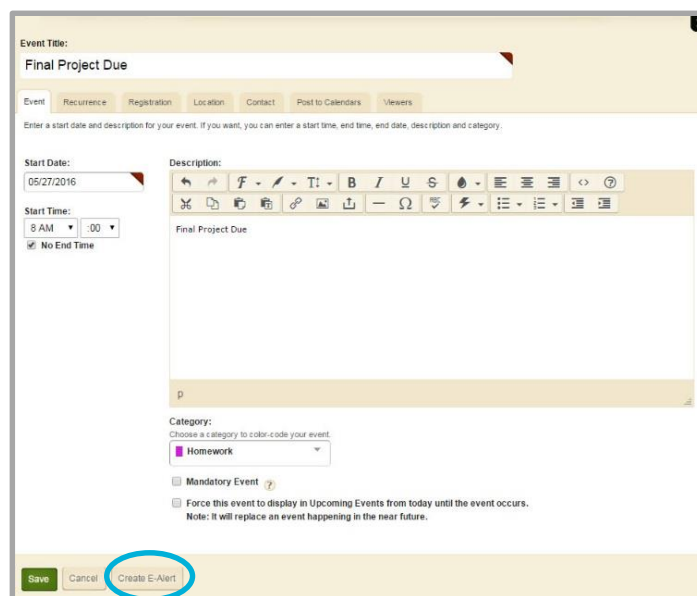 Event Title:
Final Project Due
Event Recurrence Registration Location Contact Post to Calendars Viewers
Enter a start date and description for your event. If you want, you can enter a start time, end time, end date, description and category.
Start Date:
05/27/2016
Start Time:
8 AM :00
No End Time
Description:
Final Project Due
p
Category:
Choose a category to color-code your event.
Homework
Mandatory Event ?
Force this event to display in Upcoming Events from today until the event occurs.
Note: It will replace an event happening in the near future.
Save Cancel Create E-Alert